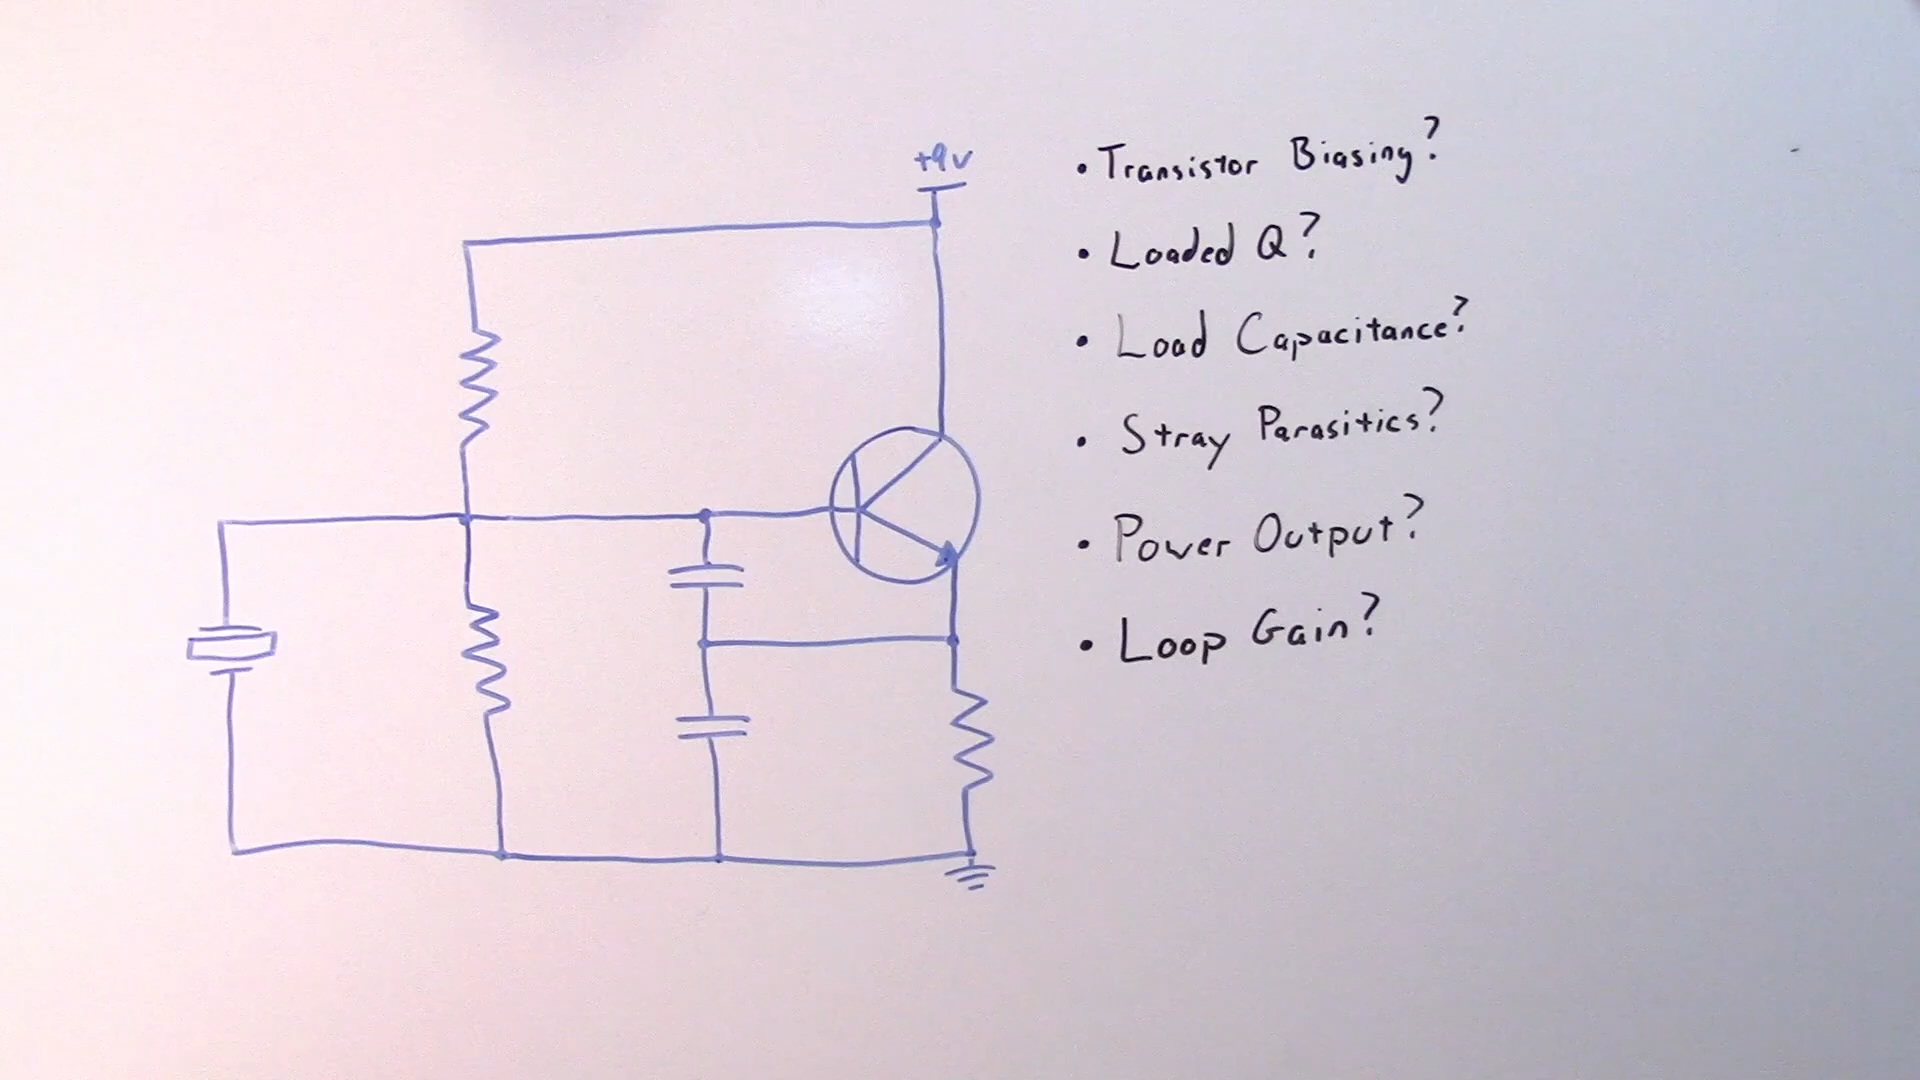 +9v
• Transistor Biasing?
• Loaded Q?
• Load Capacitance?
• Stray Parasitics?
• Power Output?
• Loop Gain?